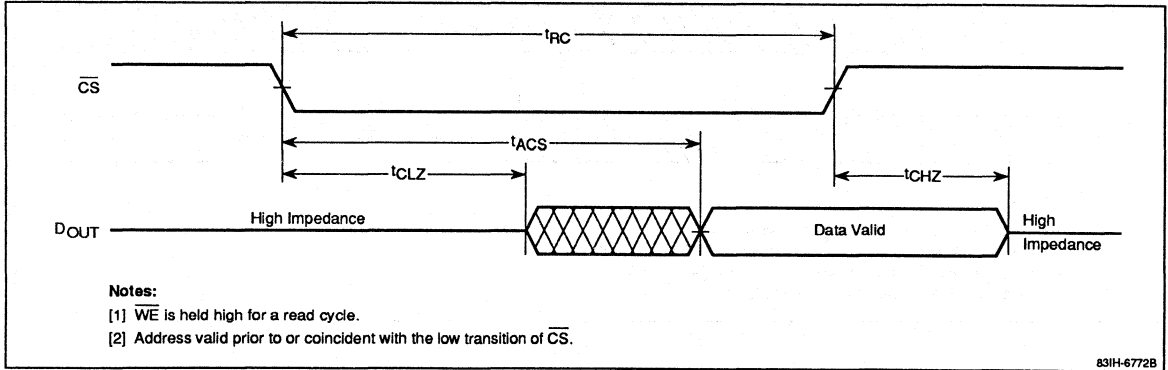 tRC
CS
tACS
tCLZ
tCHZ
DOUT
High Impedance
Data Valid
High
Impedance
Notes:
[1] WE is held high for a read cycle.
[2] Address valid prior to or coincident with the low transition of CS.
83IH-6772B